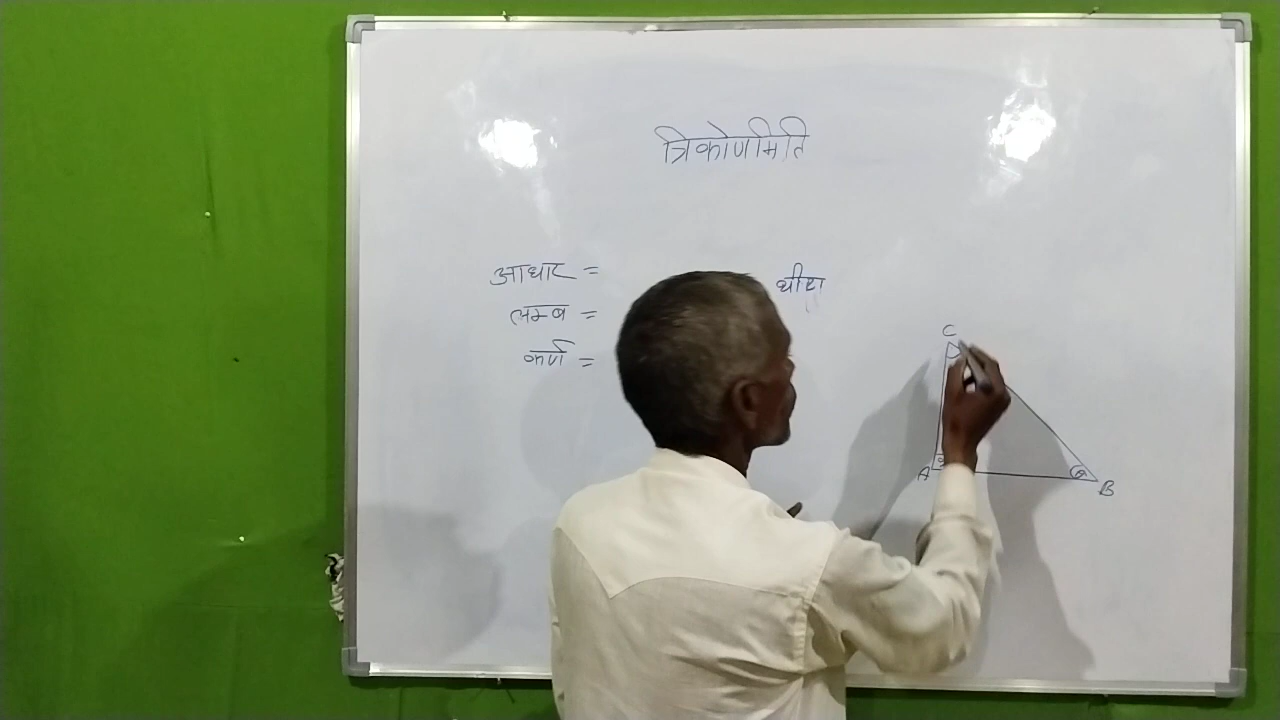 त्रिकोणमिति
आधार =
लम्ब =
कर्ण =
थीटा
C
A
θ
B